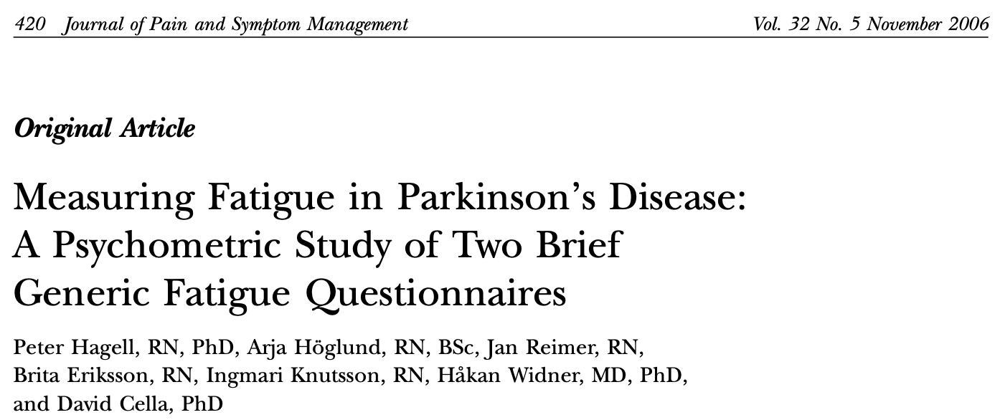 420 Journal of Pain and Symptom Management Vol. 32 No. 5 November 2006
Original Article
Measuring Fatigue in Parkinson’s Disease:
A Psychometric Study of Two Brief
Generic Fatigue Questionnaires
Peter Hagell, RN, PhD, Arja Höglund, RN, BSc, Jan Reimer, RN,
Brita Eriksson, RN, Ingmari Knutsson, RN, Håkan Widner, MD, PhD,
and David Cella, PhD